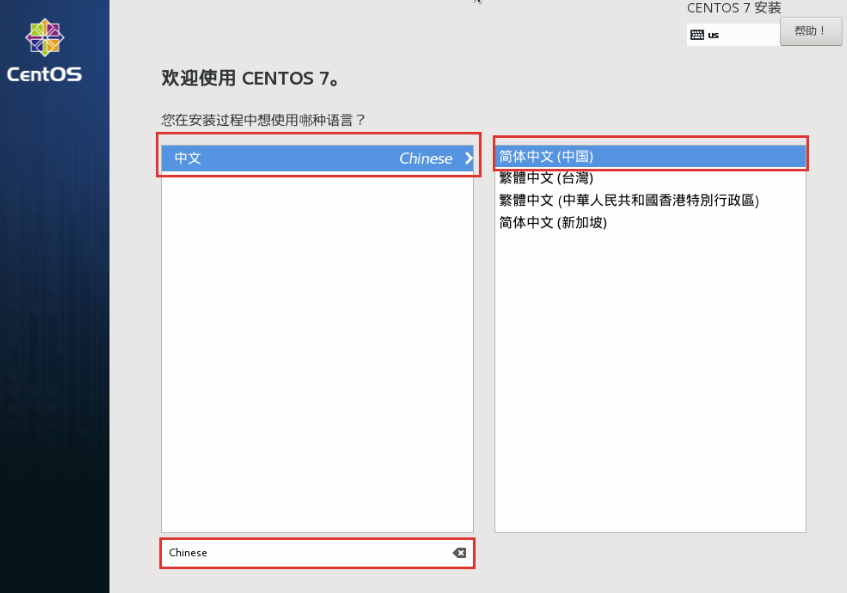 CENTOS 7 安装
CentOS
us
帮助！
欢迎使用 CENTOS 7。
您在安装过程中想使用哪种语言？
中文 Chinese
简体中文 (中国)
繁體中文 (台灣)
繁體中文 (中華人民共和國香港特別行政區)
简体中文 (新加坡)
Chinese